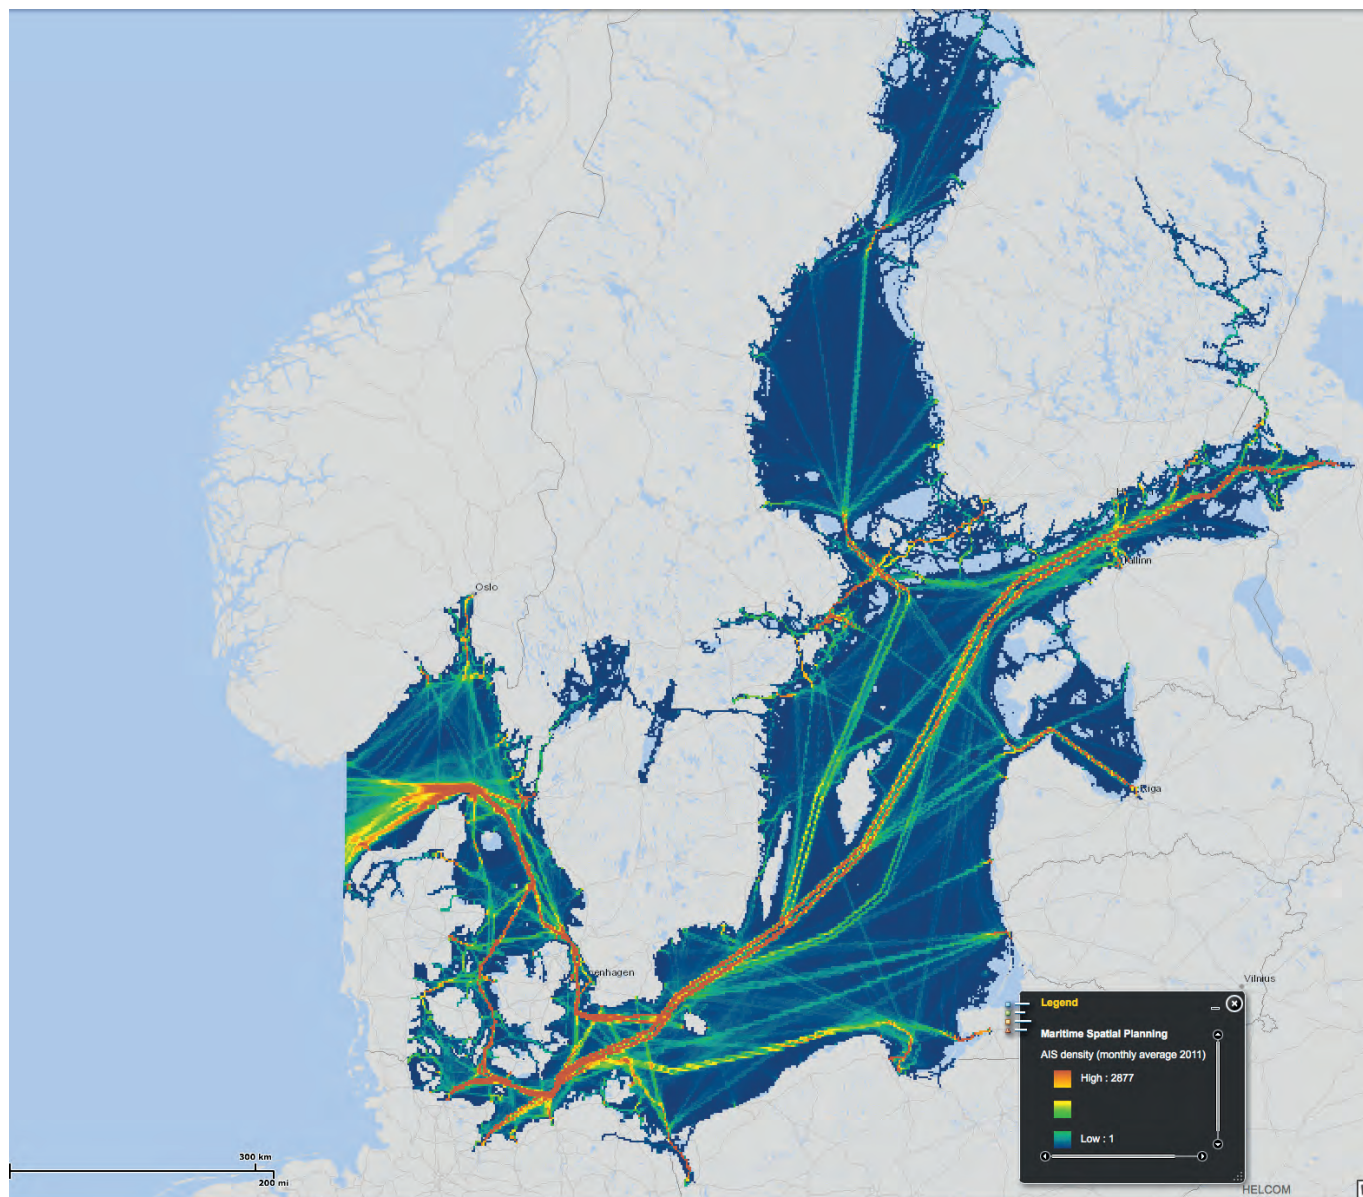 Oslo
Tallinn
Riga
enhagen
Vilnius
Legend
Maritime Spatial Planning
AIS density (monthly average 2011)
High : 2877
Low : 1
300 km
200 mi
HELCOM